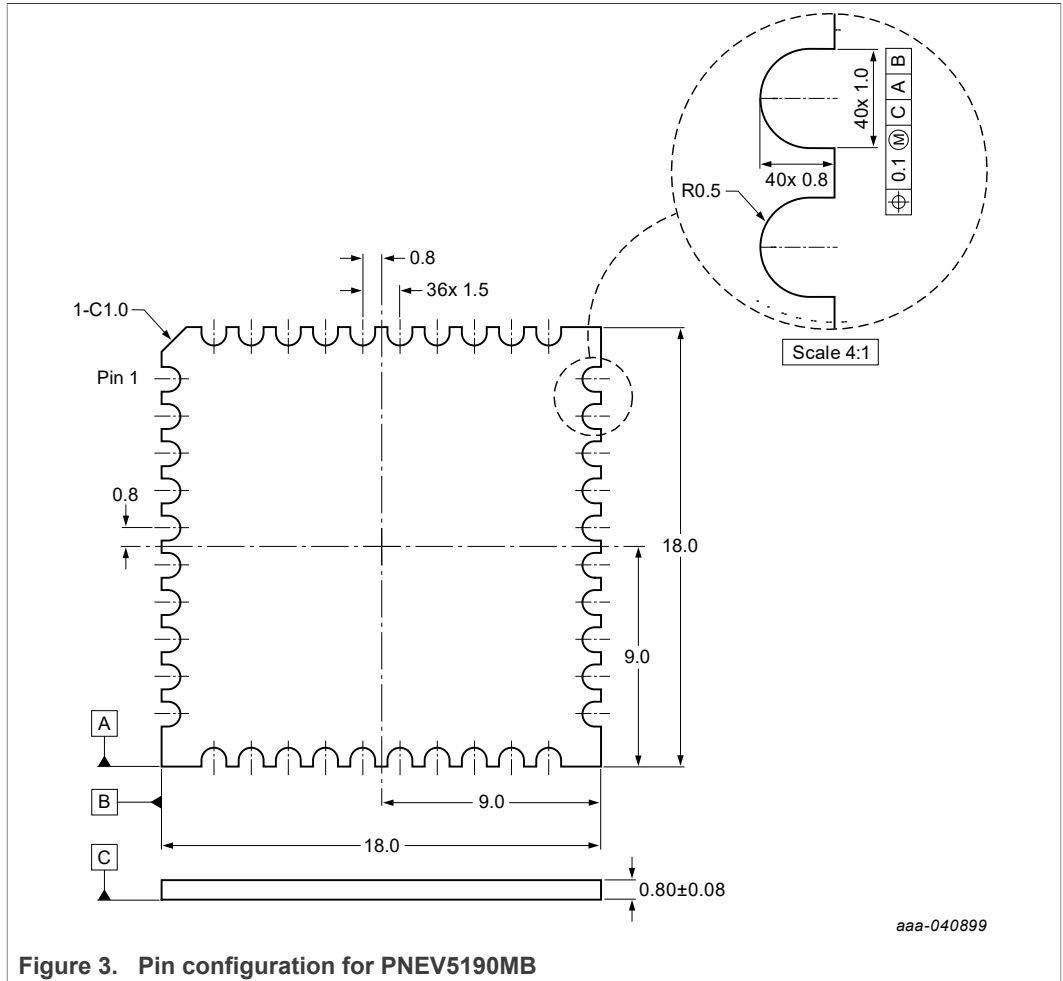 40x 1.0
⌖ 0.1 Ⓜ C A B
40x 0.8
R0.5
0.8
36x 1.5
1-C1.0
Scale 4:1
Pin 1
0.8
18.0
9.0
A
B
9.0
18.0
C
0.80±0.08
aaa-040899
Figure 3. Pin configuration for PNEV5190MB